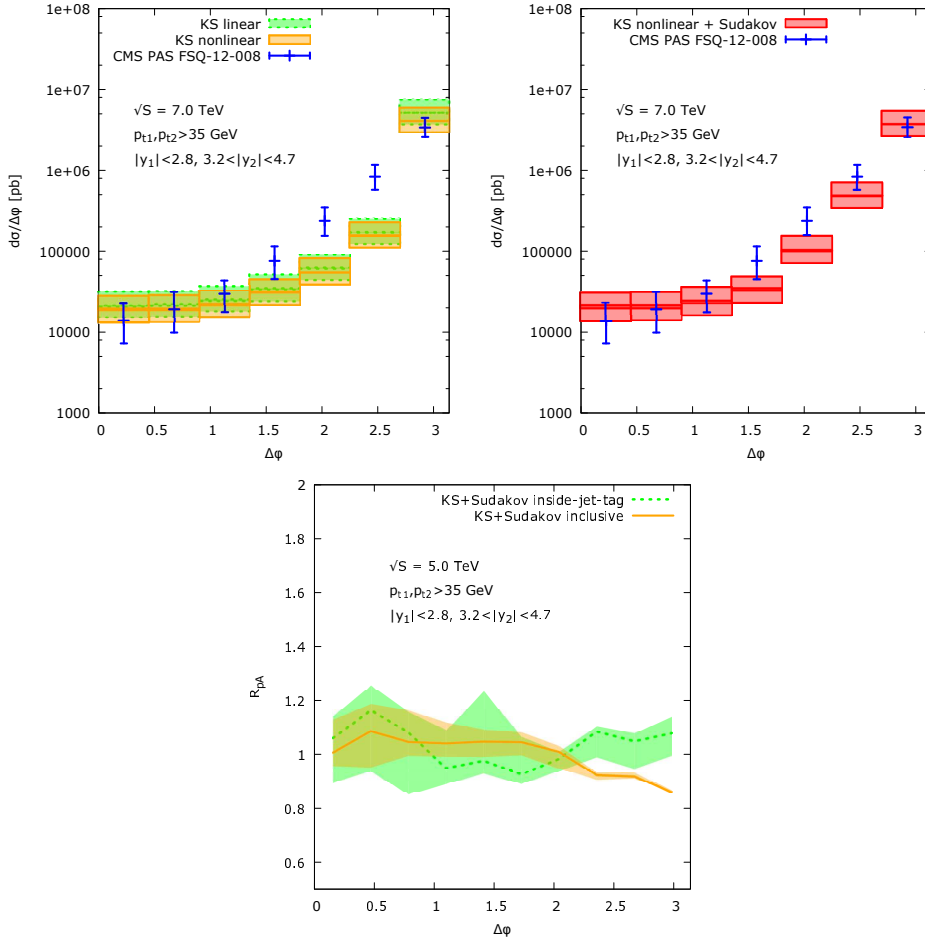 KS linear
KS nonlinear
CMS PAS FSQ-12-008
√S = 7.0 TeV
pt1,pt2>35 GeV
|y1|<2.8, 3.2<|y2|<4.7
dσ/Δφ [pb]
1e+08
1e+07
1e+06
100000
10000
1000
0 0.5 1 1.5 2 2.5 3
Δφ
KS nonlinear + Sudakov
CMS PAS FSQ-12-008
√S = 7.0 TeV
pt1,pt2>35 GeV
|y1|<2.8, 3.2<|y2|<4.7
dσ/Δφ [pb]
1e+08
1e+07
1e+06
100000
10000
1000
0 0.5 1 1.5 2 2.5 3
Δφ
KS+Sudakov inside-jet-tag
KS+Sudakov inclusive
√S = 5.0 TeV
pt1,pt2>35 GeV
|y1|<2.8, 3.2<|y2|<4.7
RpA
2
1.8
1.6
1.4
1.2
1
0.8
0.6
0 0.5 1 1.5 2 2.5 3
Δφ